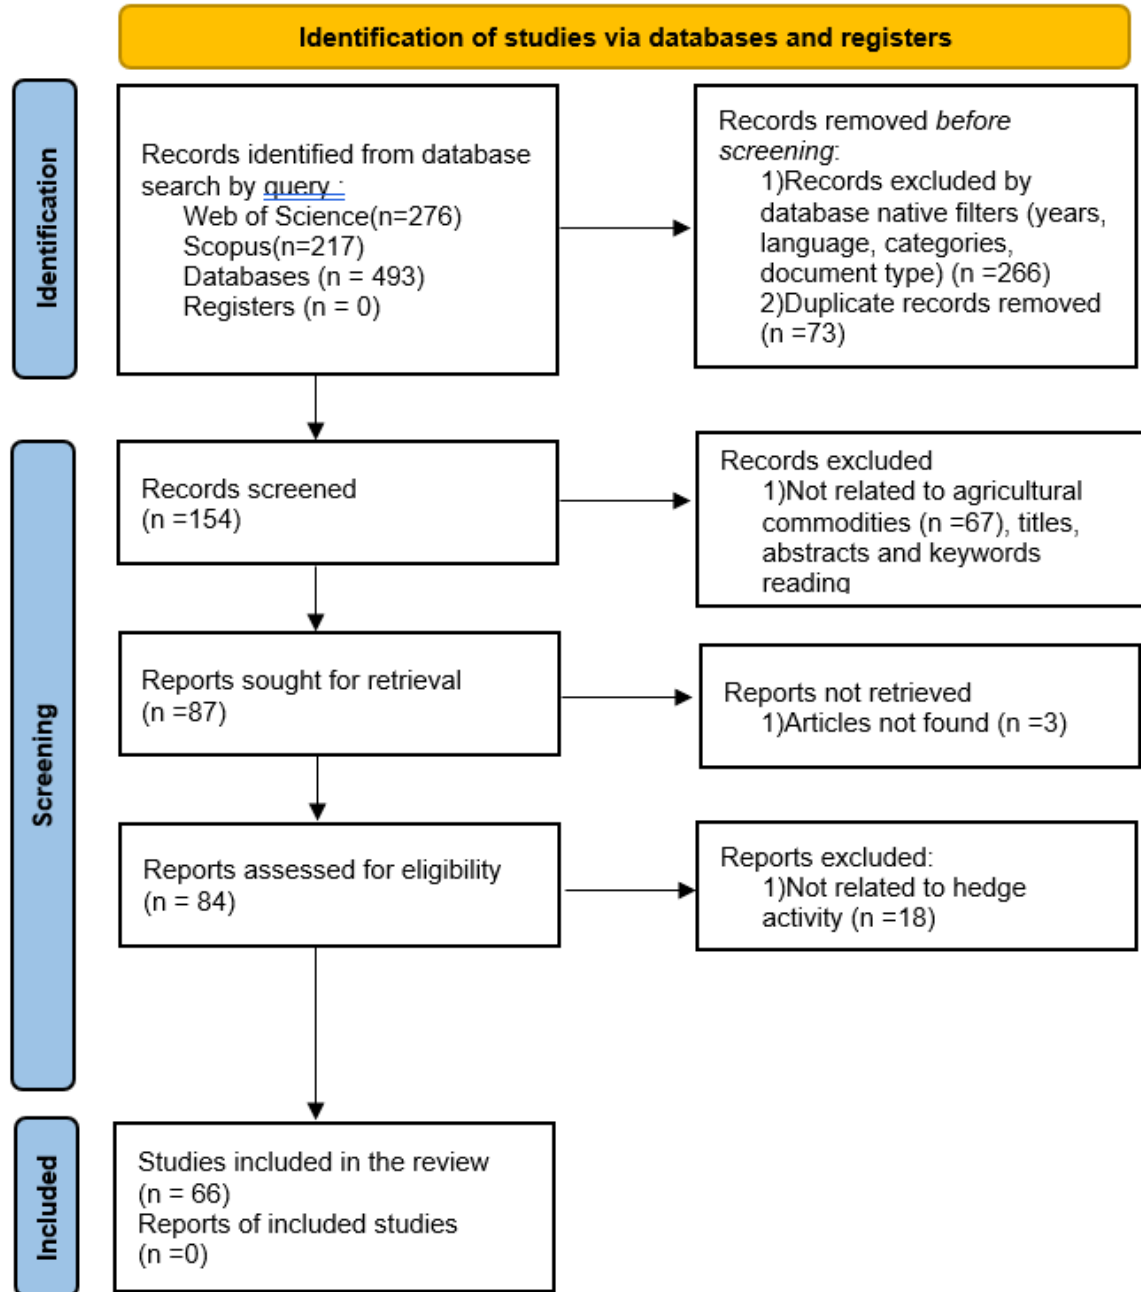 Identification of studies via databases and registers
Identification
Records identified from database
search by query :
Web of Science(n=276)
Scopus(n=217)
Databases (n = 493)
Registers (n = 0)
Records removed before
screening:
1)Records excluded by
database native filters (years,
language, categories,
document type) (n =266)
2)Duplicate records removed
(n =73)
Screening
Records screened
(n =154)
Records excluded
1)Not related to agricultural
commodities (n =67), titles,
abstracts and keywords
reading
Reports sought for retrieval
(n =87)
Reports not retrieved
1)Articles not found (n =3)
Reports assessed for eligibility
(n = 84)
Reports excluded:
1)Not related to hedge
activity (n =18)
Included
Studies included in the review
(n = 66)
Reports of included studies
(n =0)